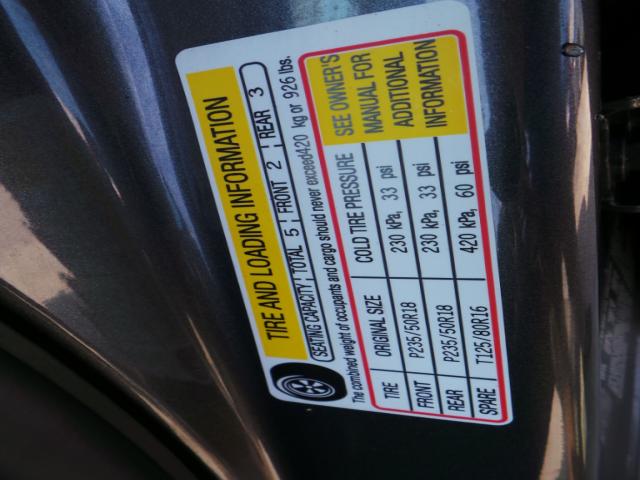 TIRE AND LOADING INFORMATION
SEATING CAPACITY TOTAL 5 FRONT 2 REAR 3
The combined weight of occupants and cargo should never exceed 420 kg or 926 lbs.
TIRE ORIGINAL SIZE COLD TIRE PRESSURE
FRONT P235/50R18 230 kPa, 33 psi
REAR P235/50R18 230 kPa, 33 psi
SPARE T125/80R16 420 kPa, 60 psi
SEE OWNER'S
MANUAL FOR
ADDITIONAL
INFORMATION